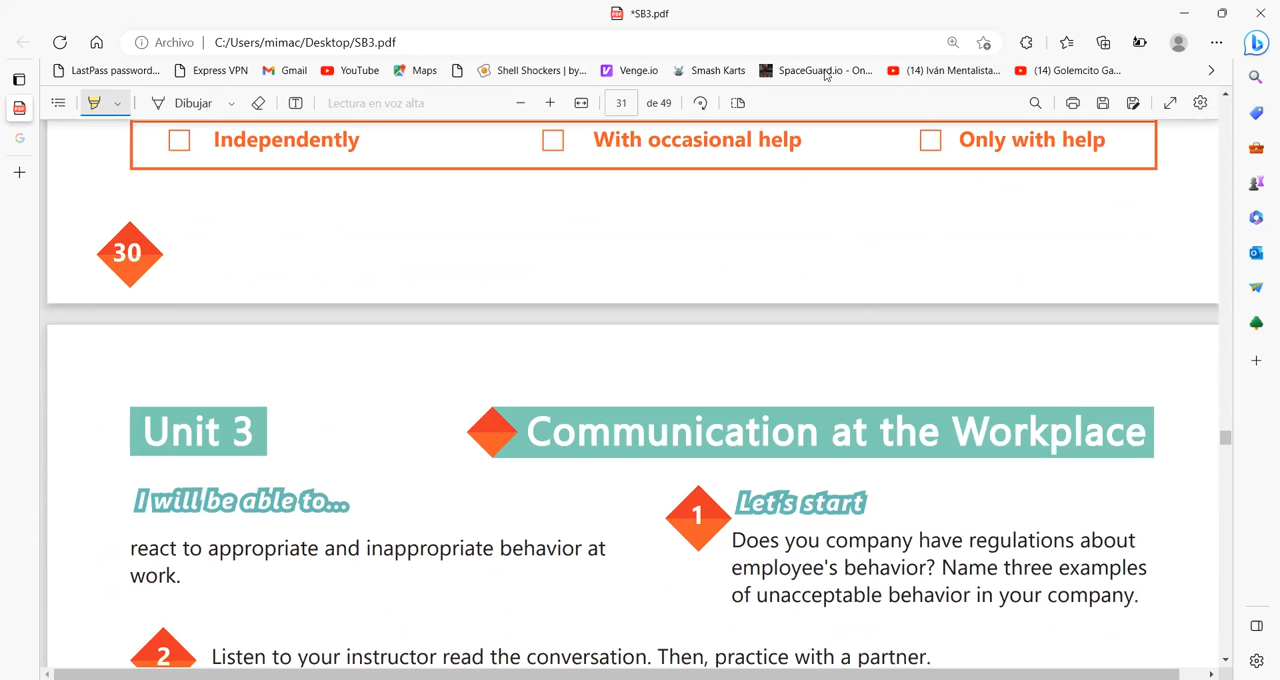 *SB3.pdf
Archivo C:/Users/mimac/Desktop/SB3.pdf
LastPass password... Express VPN Gmail YouTube Maps Shell Shockers | by... Venge.io Smash Karts SpaceGuard.io - On... (14) Iván Mentalista... (14) Golemcito Ga...
Dibujar Lectura en voz alta 31 de 49
Independently With occasional help Only with help
30
Unit 3 Communication at the Workplace
I will be able to...
react to appropriate and inappropriate behavior at
work.
1 Let's start
Does you company have regulations about
employee's behavior? Name three examples
of unacceptable behavior in your company.
2 Listen to your instructor read the conversation. Then, practice with a partner.